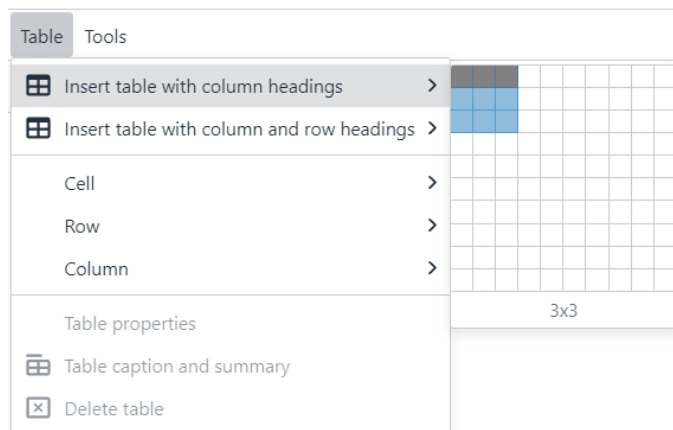 Table Tools
Insert table with column headings
Insert table with column and row headings
Cell
Row
Column
3x3
Table properties
Table caption and summary
Delete table